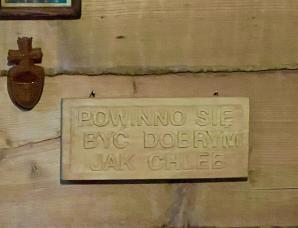 POWINNO SIĘ
BYĆ DOBRYM
JAK CHLEB